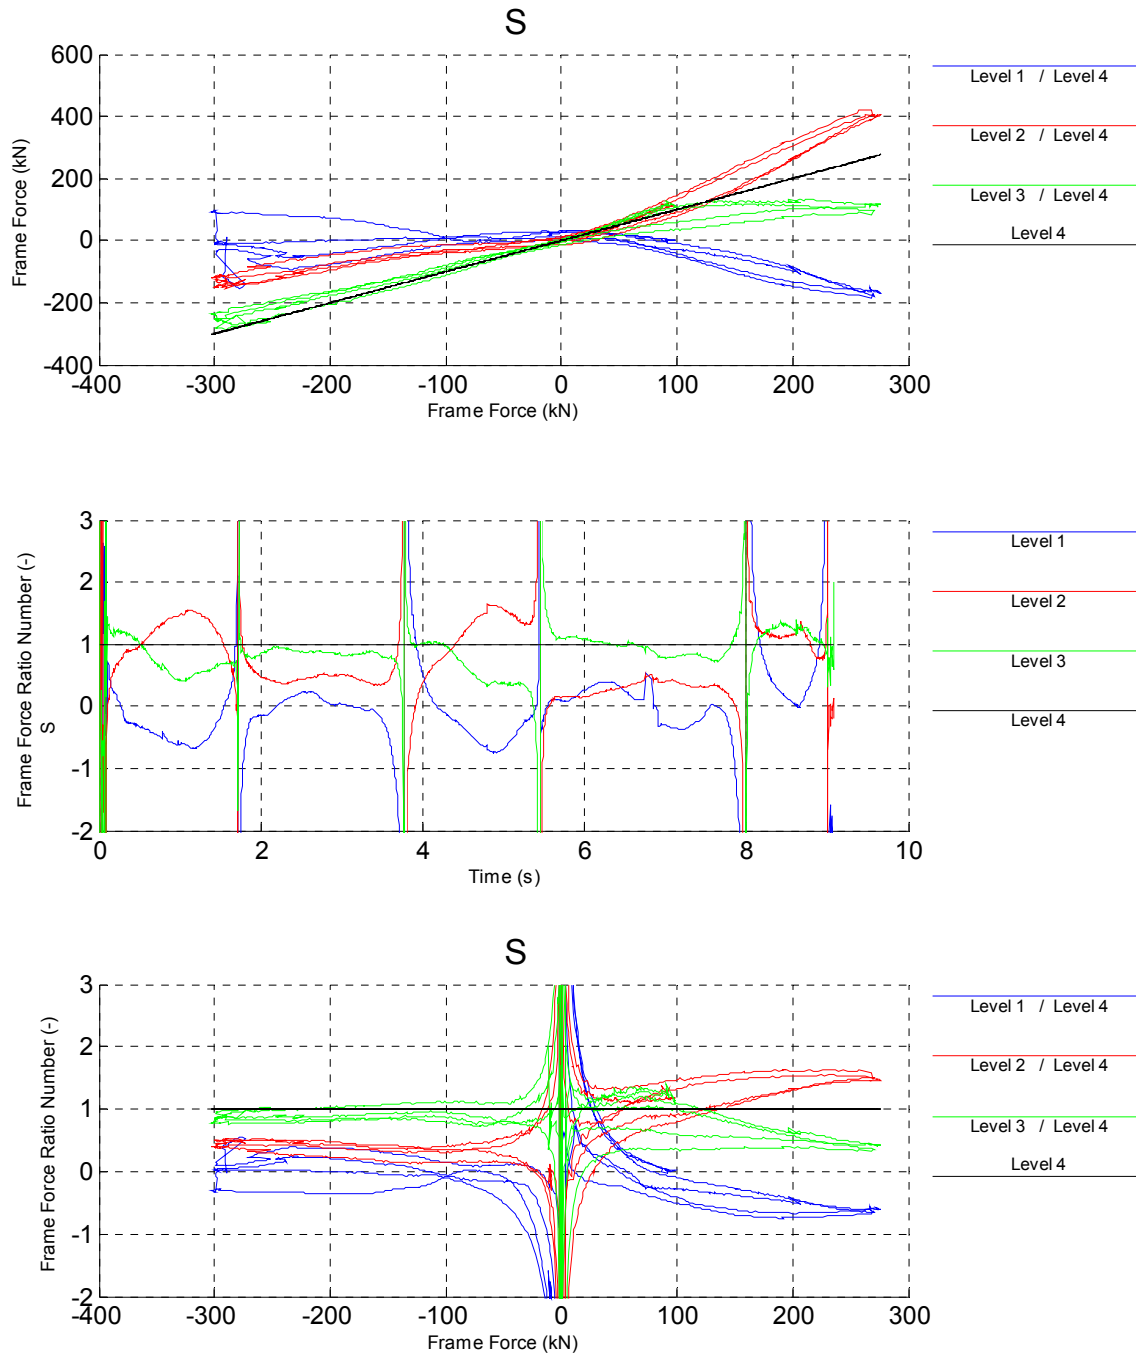 S
600
400
200
0
-200
-400
-400 -300 -200 -100 0 100 200 300
Frame Force (kN)
Frame Force (kN)
Level 1 / Level 4
Level 2 / Level 4
Level 3 / Level 4
Level 4
3
2
1
0
-1
-2
0 2 4 6 8 10
Time (s)
Frame Force Ratio Number (-)
S
Level 1
Level 2
Level 3
Level 4
S
3
2
1
0
-1
-2
-400 -300 -200 -100 0 100 200 300
Frame Force (kN)
Frame Force Ratio Number (-)
Level 1 / Level 4
Level 2 / Level 4
Level 3 / Level 4
Level 4